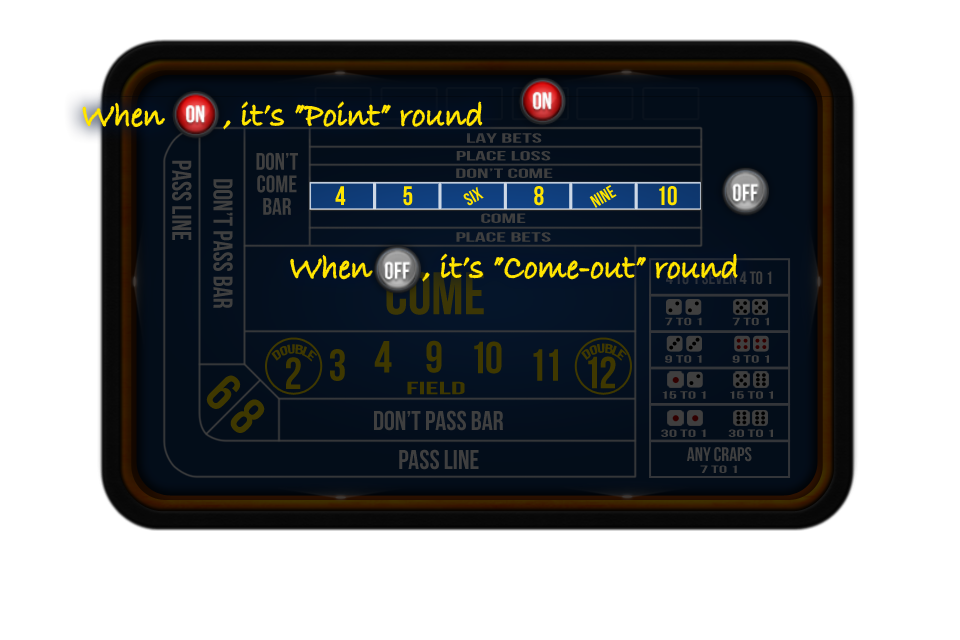 When ON, it's "Point" round
ON
LAY BETS
PLACE LOSS
DON'T COME
DON'T
COME
BAR
4 5 SIX 8 NINE 10
OFF
COME
PLACE BETS
PASS LINE
DON'T PASS BAR
When OFF, it's "Come-out" round
COME
SEVEN 4 TO 1
7 TO 1 7 TO 1
9 TO 1 9 TO 1
15 TO 1 15 TO 1
30 TO 1 30 TO 1
ANY CRAPS
7 TO 1
DOUBLE
2
3 4 9 10 11
DOUBLE
12
FIELD
6 8
DON'T PASS BAR
PASS LINE